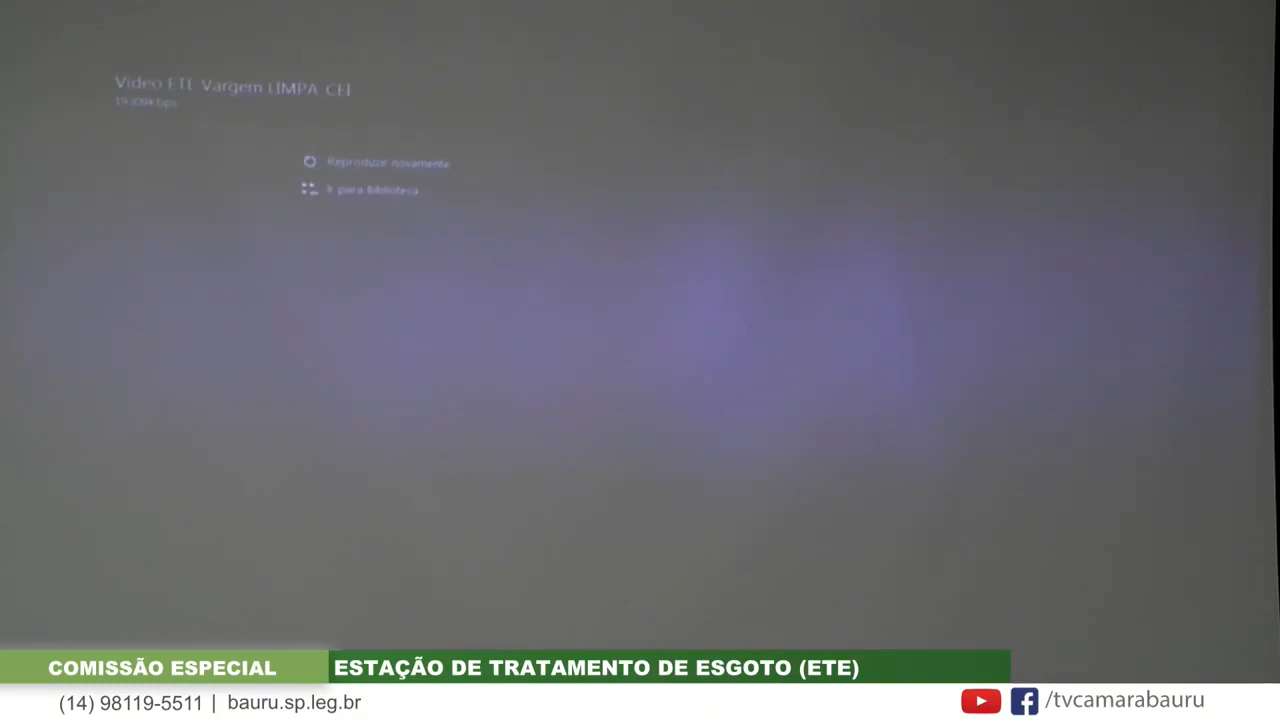 Video ETE Vargem LIMPA CEI
Reproduzir novamente
Ir para Biblioteca
COMISSÃO ESPECIAL
ESTAÇÃO DE TRATAMENTO DE ESGOTO (ETE)
(14) 98119-5511 | bauru.sp.leg.br
/tvcamarabauru